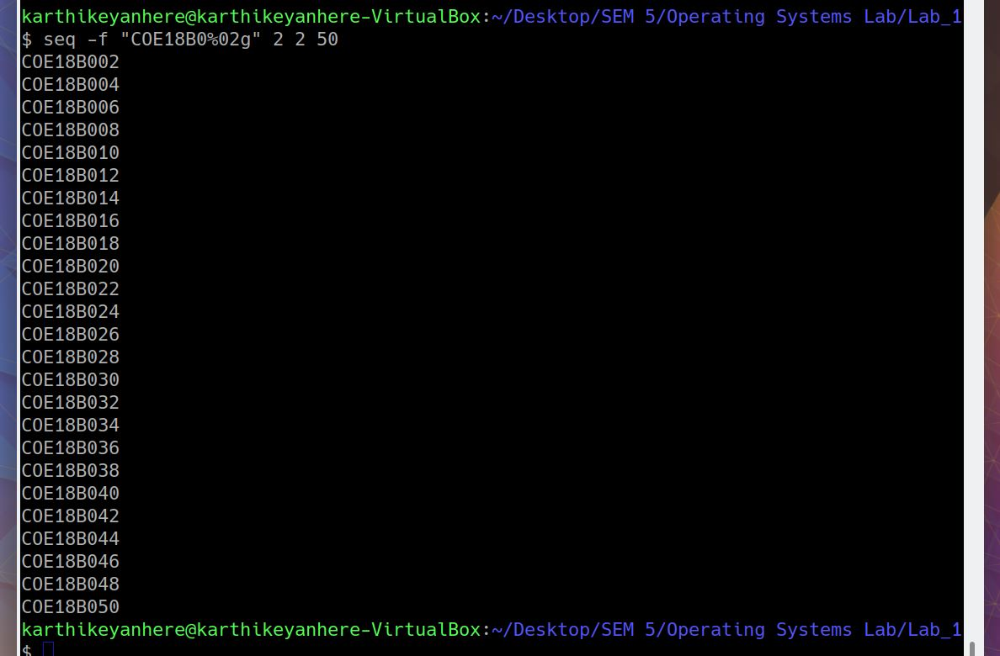 karthikeyanhere@karthikeyanhere-VirtualBox:~/Desktop/SEM 5/Operating Systems Lab/Lab_1
$ seq -f "COE18B0%02g" 2 2 50
COE18B002
COE18B004
COE18B006
COE18B008
COE18B010
COE18B012
COE18B014
COE18B016
COE18B018
COE18B020
COE18B022
COE18B024
COE18B026
COE18B028
COE18B030
COE18B032
COE18B034
COE18B036
COE18B038
COE18B040
COE18B042
COE18B044
COE18B046
COE18B048
COE18B050
karthikeyanhere@karthikeyanhere-VirtualBox:~/Desktop/SEM 5/Operating Systems Lab/Lab_1
$